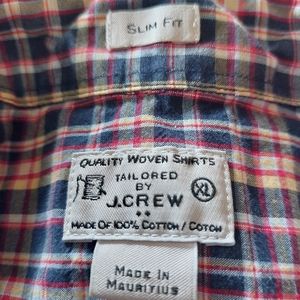 SLIM FIT
QUALITY WOVEN SHIRTS
TAILORED
BY
J.CREW
XL
**
MADE OF 100% COTTON / COTON
MADE IN
MAURITIUS